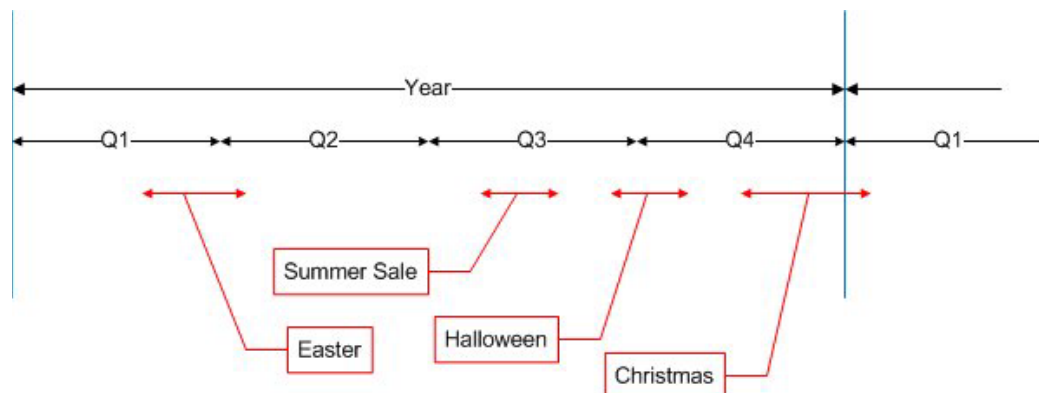 Year
Q1 Q2 Q3 Q4 Q1
Summer Sale
Easter
Halloween
Christmas